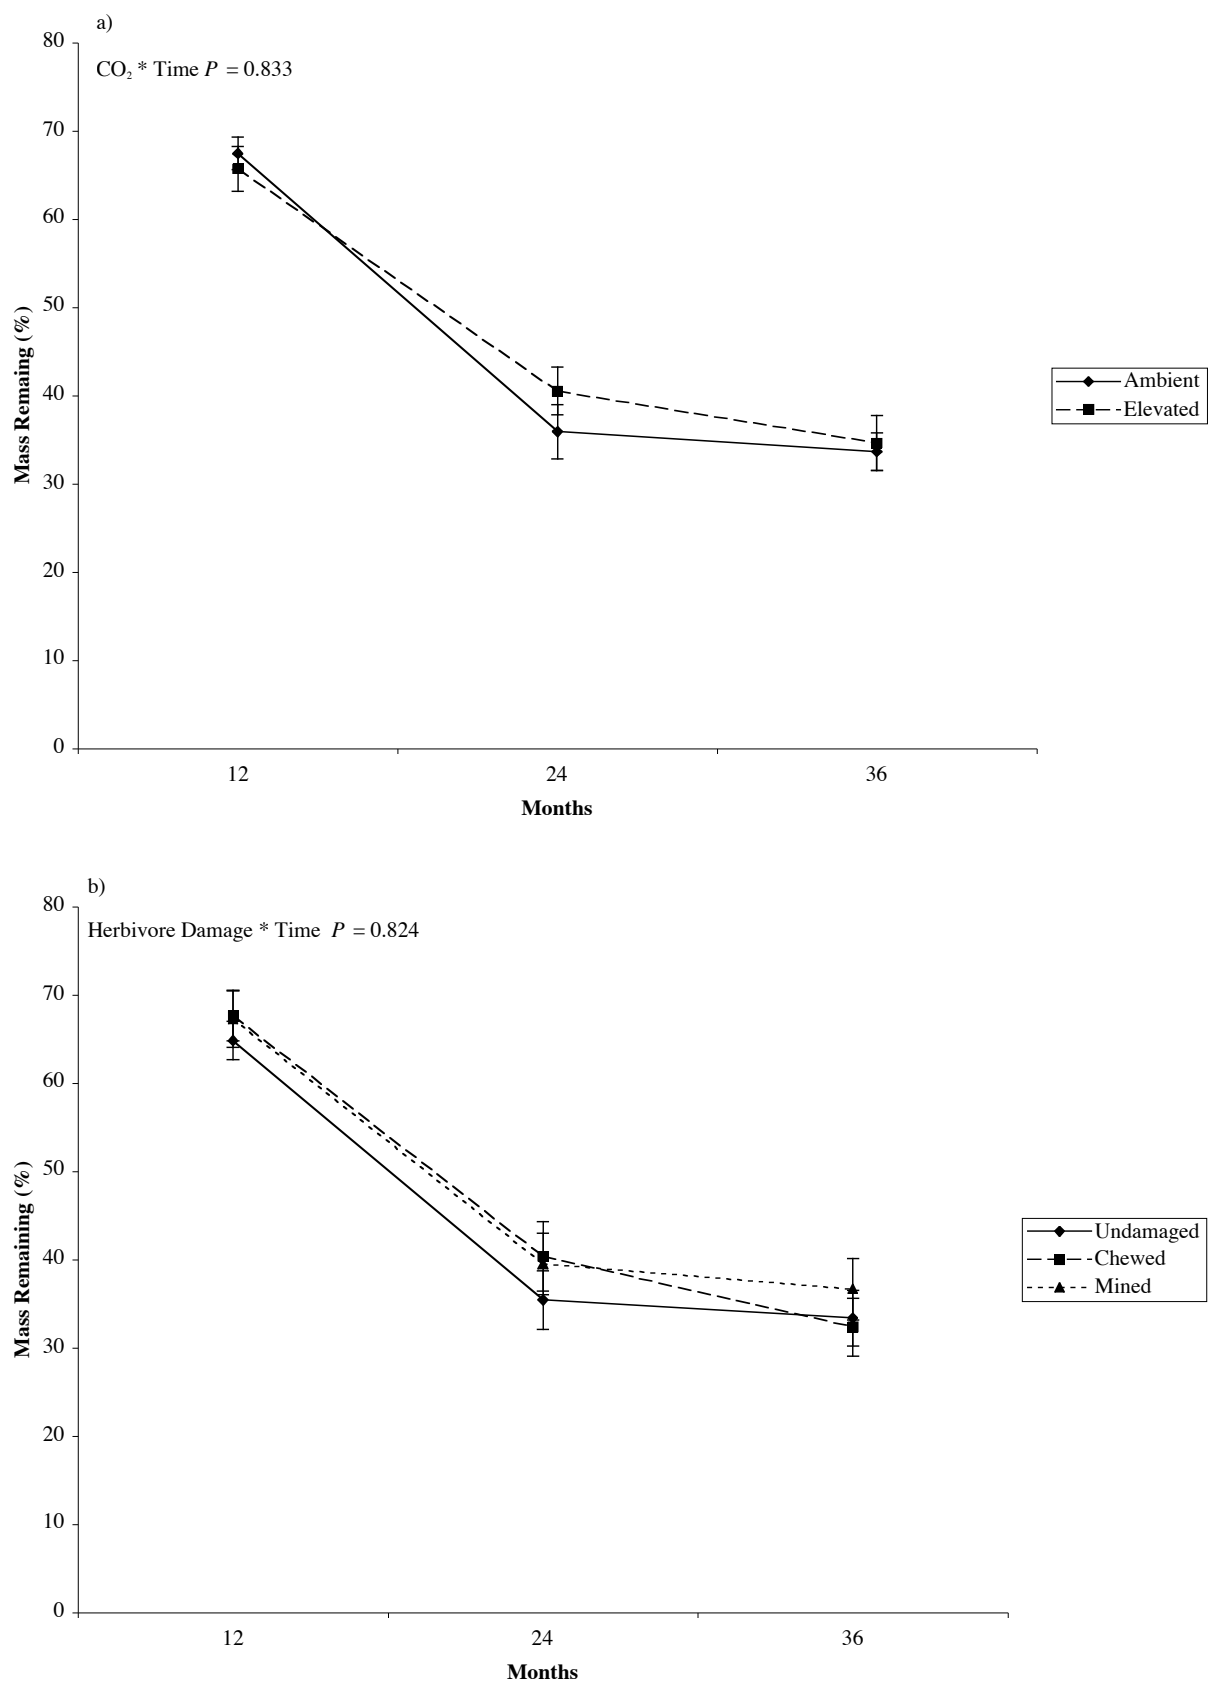 a)
80
CO₂ * Time P = 0.833
70
60
50
40
30
20
10
0
Mass Remaing (%)
12 24 36
Months
Ambient
Elevated
b)
80
Herbivore Damage * Time P = 0.824
70
60
50
40
30
20
10
0
Mass Remaining (%)
12 24 36
Months
Undamaged
Chewed
Mined